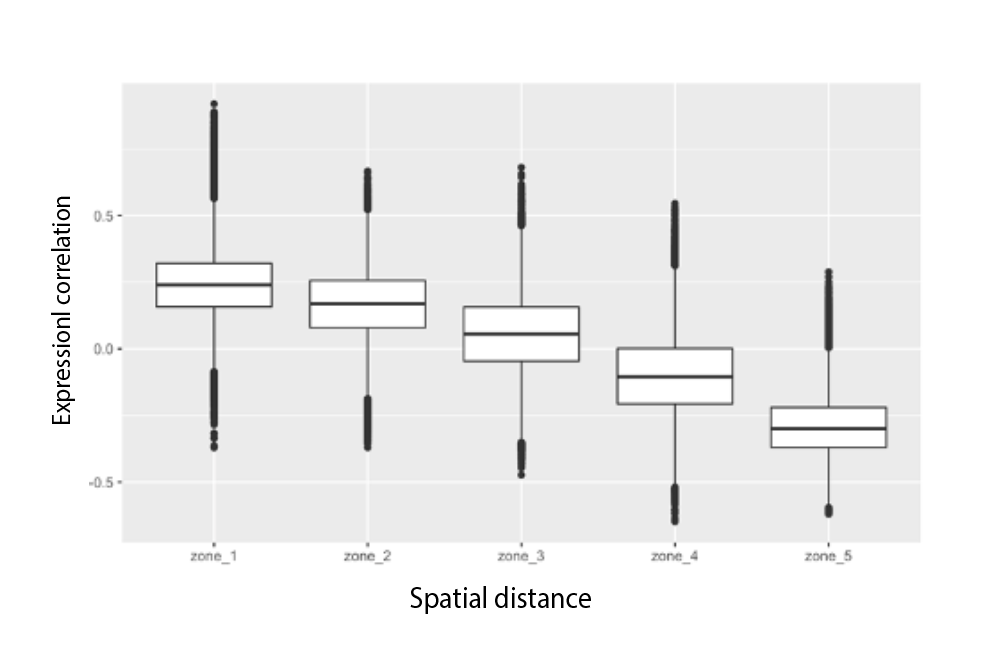 Expressionl correlation
0.5
0.0
-0.5
zone_1 zone_2 zone_3 zone_4 zone_5
Spatial distance